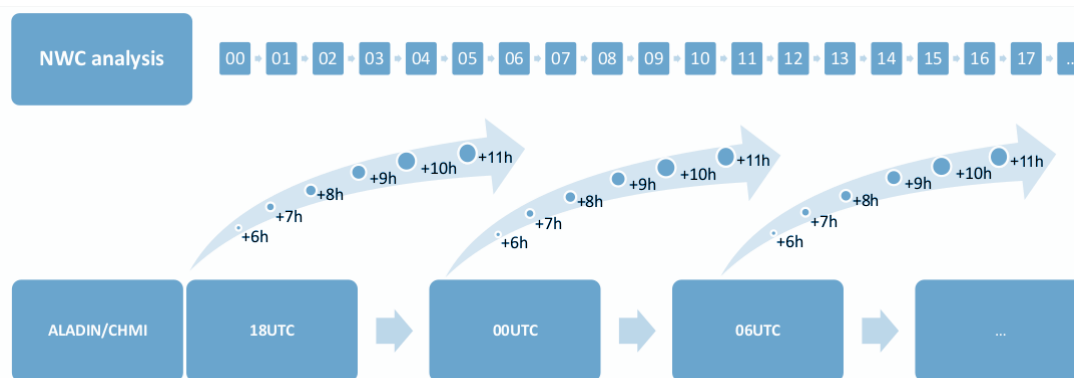 NWC analysis
00 01 02 03 04 05 06 07 08 09 10 11 12 13 14 15 16 17 ...
+6h +7h +8h +9h +10h +11h
+6h +7h +8h +9h +10h +11h
+6h +7h +8h +9h +10h +11h
ALADIN/CHMI 18UTC 00UTC 06UTC ...